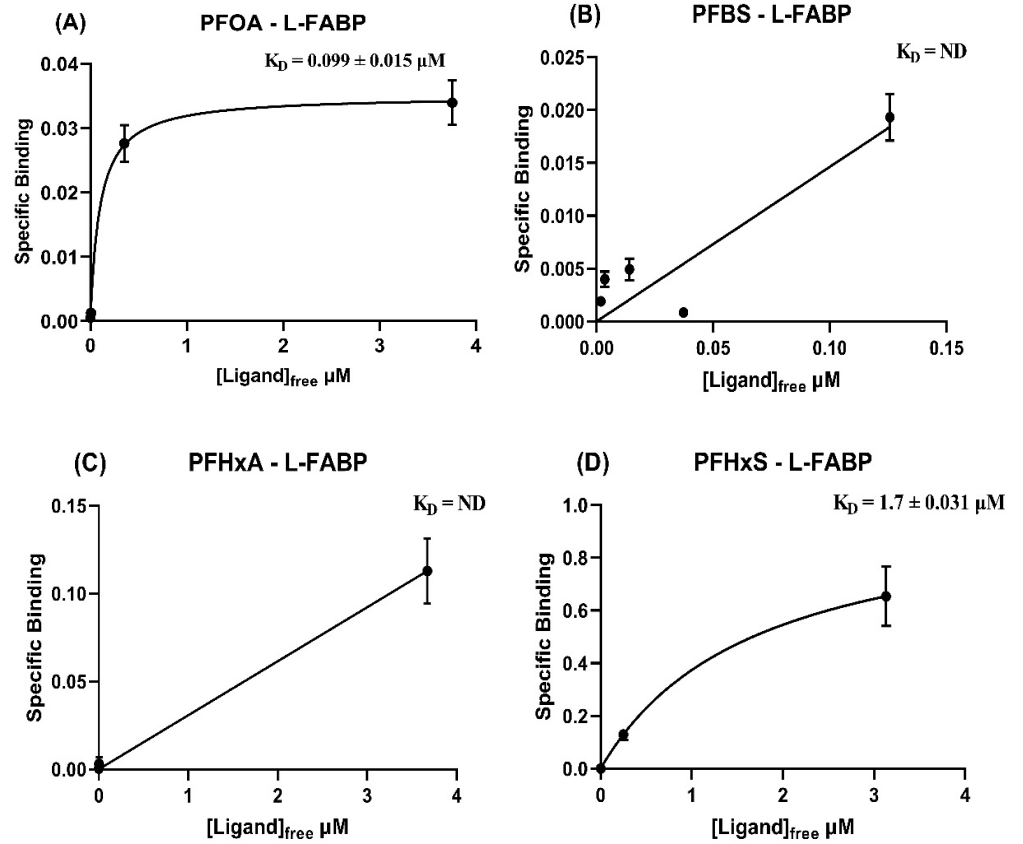 (A)
PFOA - L-FABP
K_D = 0.099 ± 0.015 μM
0.04
0.03
0.02
0.01
0.00
Specific Binding
0 1 2 3 4
[Ligand]free μM
(B)
PFBS - L-FABP
K_D = ND
0.025
0.020
0.015
0.010
0.005
0.000
Specific Binding
0.00 0.05 0.10 0.15
[Ligand]free μM
(C)
PFHxA - L-FABP
K_D = ND
0.15
0.10
0.05
0.00
Specific Binding
0 1 2 3 4
[Ligand]free μM
(D)
PFHxS - L-FABP
K_D = 1.7 ± 0.031 μM
1.0
0.8
0.6
0.4
0.2
0.0
Specific Binding
0 1 2 3 4
[Ligand]free μM